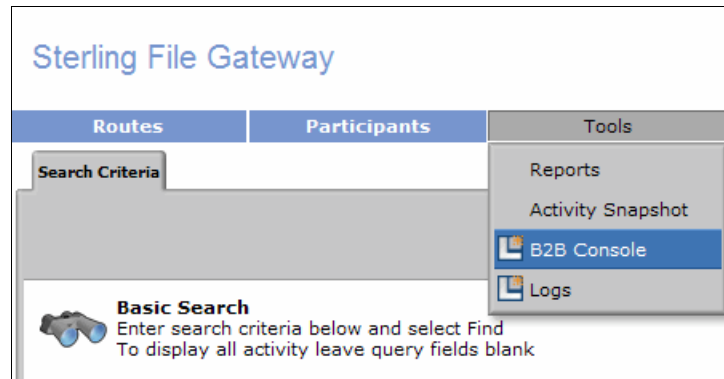 Sterling File Gateway
Routes Participants Tools
Search Criteria
Reports
Activity Snapshot
B2B Console
Logs
Basic Search
Enter search criteria below and select Find
To display all activity leave query fields blank